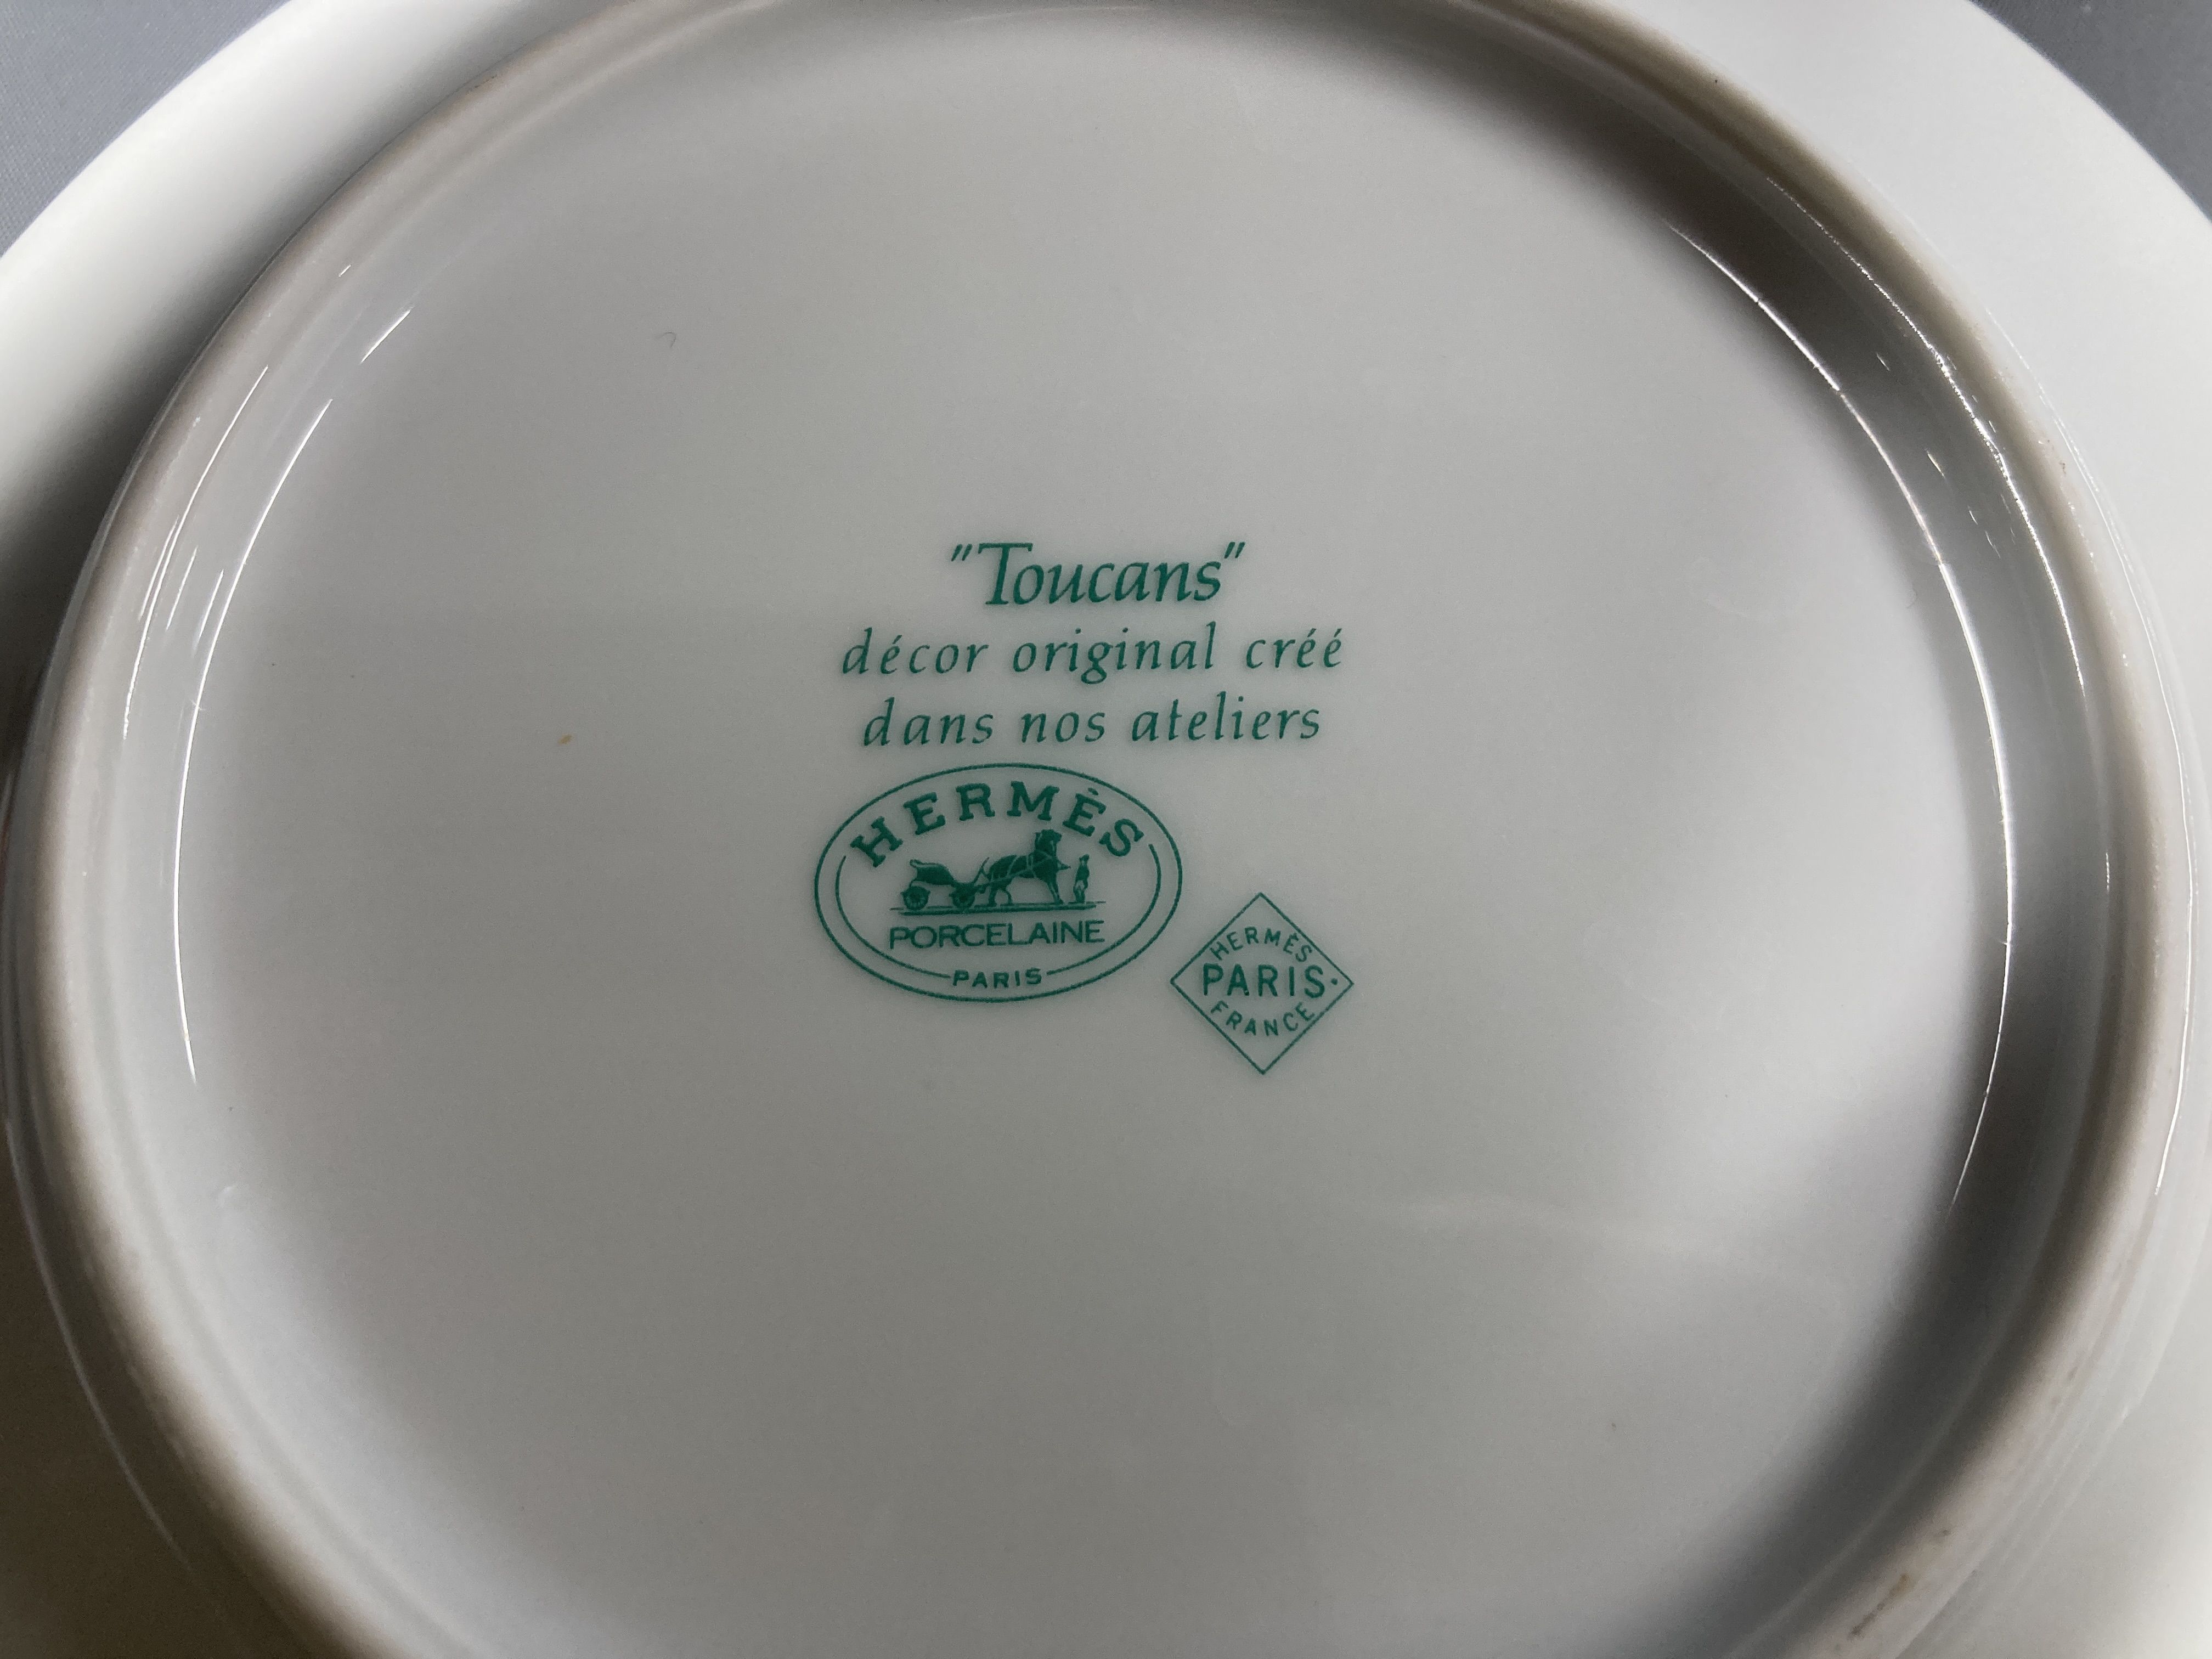 "Toucans"
décor original créé
dans nos ateliers
HERMÈS
PORCELAINE
PARIS
HERMÈS
PARIS.
FRANCE